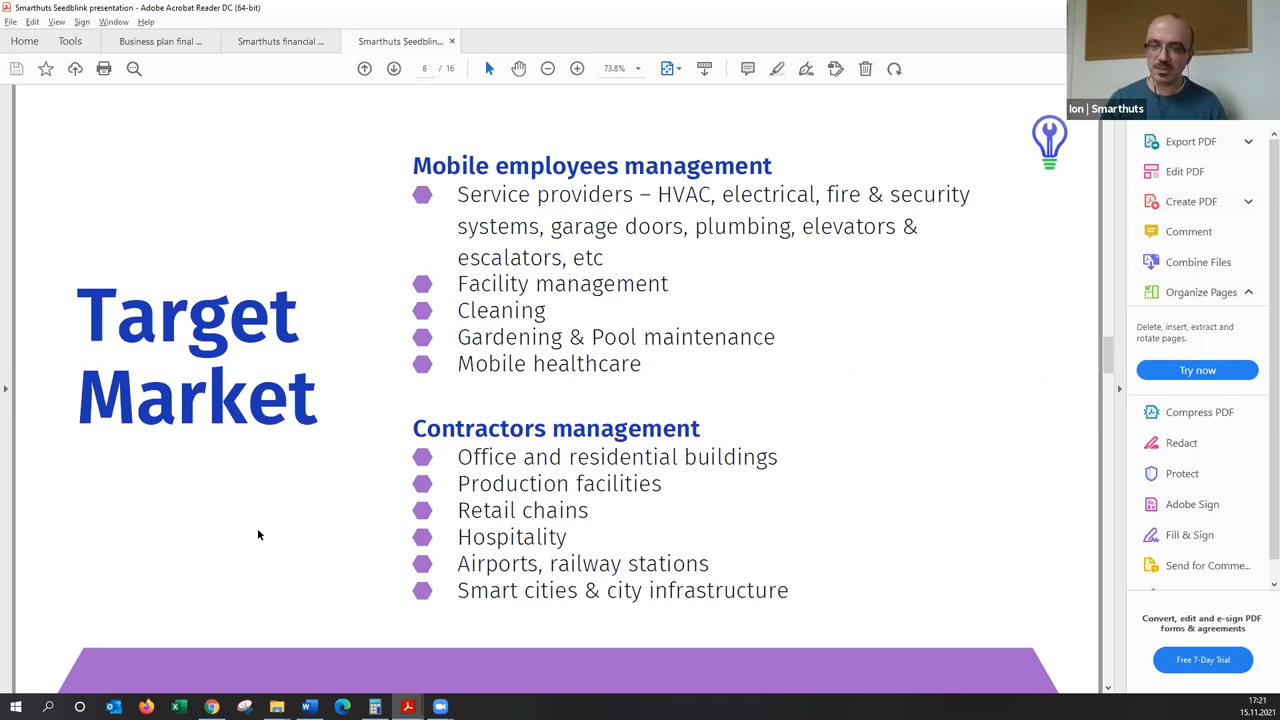 Smarthuts Seedblink presentation - Adobe Acrobat Reader DC (64-bit)
File Edit View Sign Window Help
Home Tools Business plan final ... Smarthuts financial ... Smarthuts Seedblin... ×
8 / 16 73.8%
Ion | Smarthuts
Target
Market
Mobile employees management
Service providers – HVAC, electrical, fire & security
systems, garage doors, plumbing, elevators &
escalators, etc
Facility management
Cleaning
Gardening & Pool maintenance
Mobile healthcare
Contractors management
Office and residential buildings
Production facilities
Retail chains
Hospitality
Airports, railway stations
Smart cities & city infrastructure
Export PDF
Edit PDF
Create PDF
Comment
Combine Files
Organize Pages
Delete, insert, extract and
rotate pages.
Try now
Compress PDF
Redact
Protect
Adobe Sign
Fill & Sign
Send for Comme...
Convert, edit and e-sign PDF
forms & agreements
Free 7-Day Trial
17:21
15.11.2021